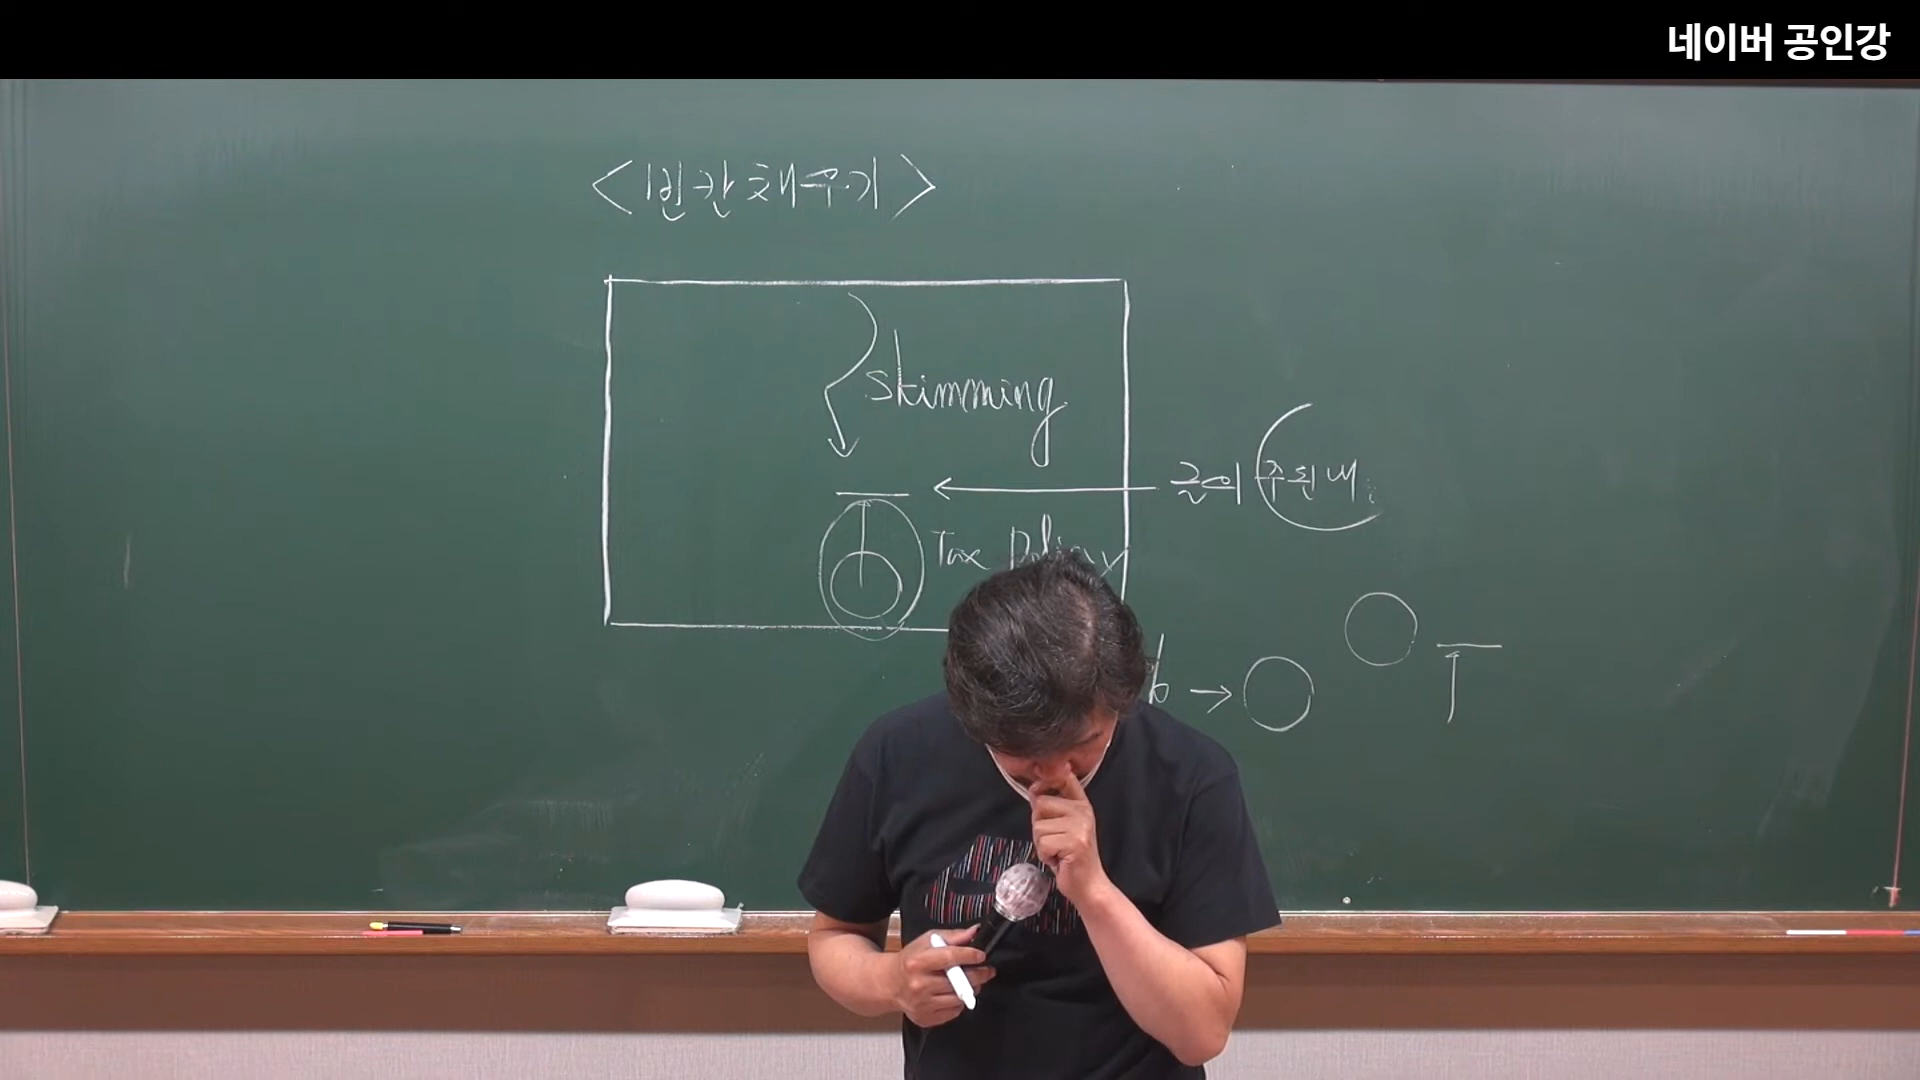 네이버 공인강
<빈칸 채우기>
skimming
글의 주된 내
Tax policy